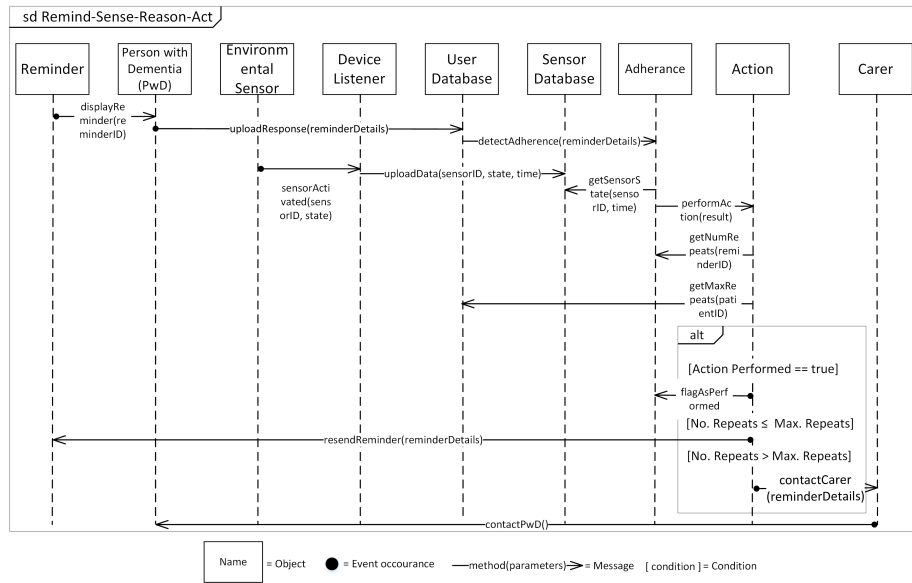 sd Remind-Sense-Reason-Act
Reminder
Person with
Dementia
(PwD)
Environm
ental
Sensor
Device
Listener
User
Database
Sensor
Database
Adherance
Action
Carer
displayRe
minder(re
minderID)
uploadResponse(reminderDetails)
detectAdherence(reminderDetails)
sensorActi
vated(sens
orID, state)
uploadData(sensorID, state, time)
getSensorS
tate(senso
rID, time)
performAc
tion(result)
getNumRe
peats(remi
nderID)
getMaxRe
peats(pati
entID)
alt
[Action Performed == true]
flagAsPerf
ormed
[No. Repeats ≤ Max. Repeats]
resendReminder(reminderDetails)
[No. Repeats > Max. Repeats]
contactCarer
(reminderDetails)
contactPwD()
Name
= Object
= Event occourance
method(parameters)
= Message
[ condition ] = Condition